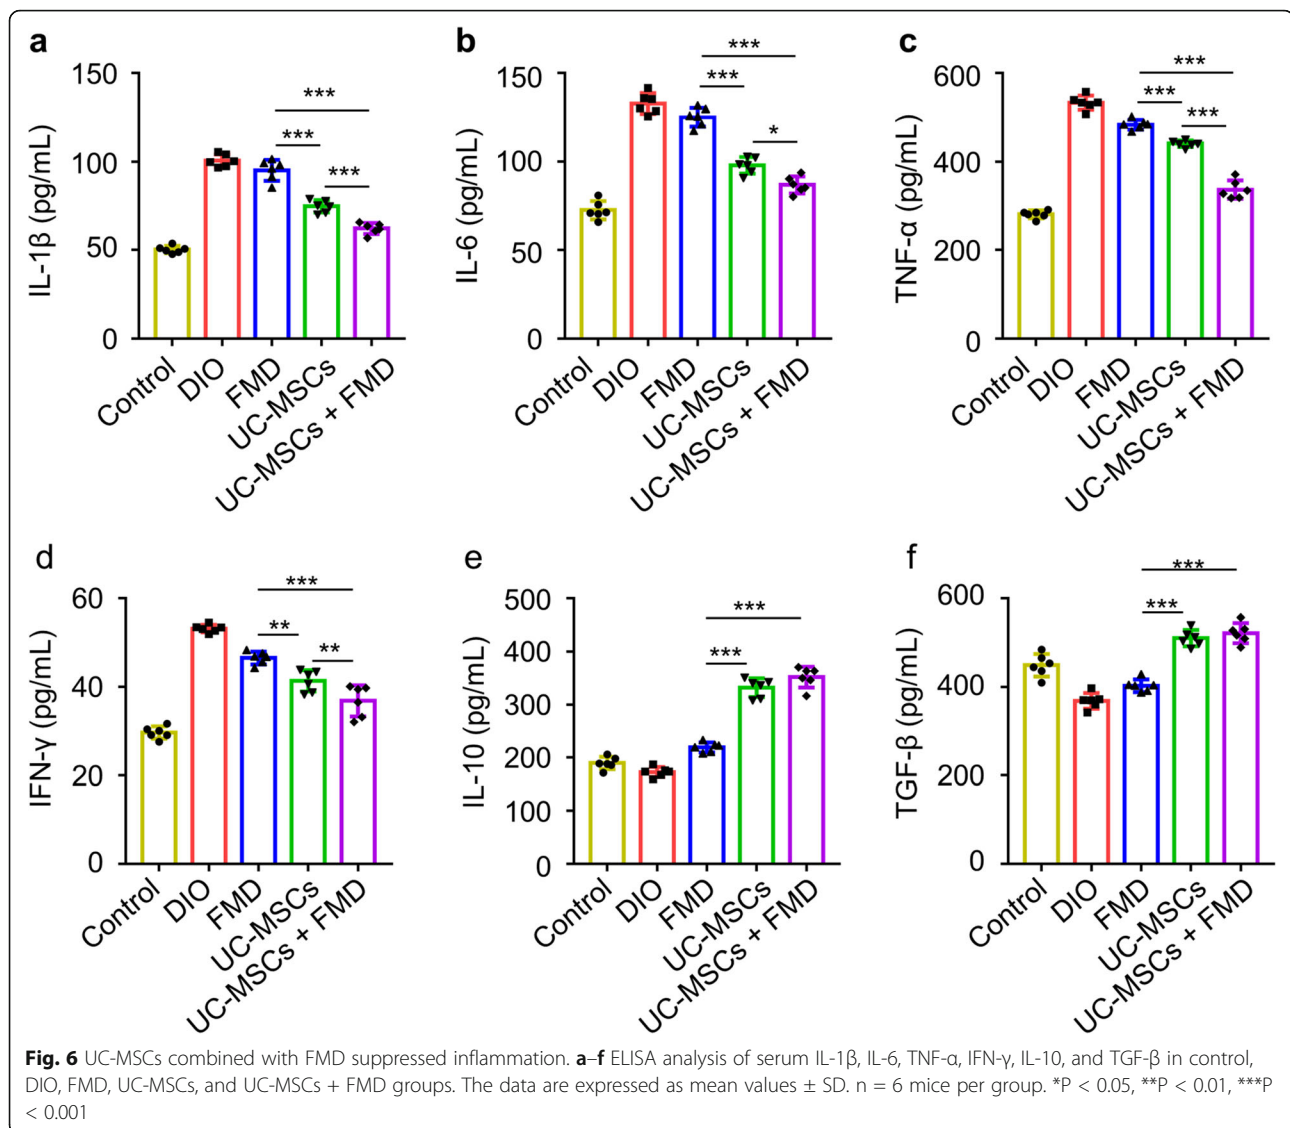 a
***
***
***
IL-1β (pg/mL)
150
100
50
0
Control
DIO
FMD
UC-MSCs
UC-MSCs + FMD
b
***
***
*
IL-6 (pg/mL)
150
100
50
0
Control
DIO
FMD
UC-MSCs
UC-MSCs + FMD
c
***
***
***
TNF-α (pg/mL)
600
400
200
0
Control
DIO
FMD
UC-MSCs
UC-MSCs + FMD
d
***
**
**
IFN-γ (pg/mL)
60
40
20
0
Control
DIO
FMD
UC-MSCs
UC-MSCs + FMD
e
***
***
IL-10 (pg/mL)
500
400
300
200
100
0
Control
DIO
FMD
UC-MSCs
UC-MSCs + FMD
f
***
***
TGF-β (pg/mL)
600
400
200
0
Control
DIO
FMD
UC-MSCs
UC-MSCs + FMD
Fig. 6 UC-MSCs combined with FMD suppressed inflammation. a–f ELISA analysis of serum IL-1β, IL-6, TNF-α, IFN-γ, IL-10, and TGF-β in control,
DIO, FMD, UC-MSCs, and UC-MSCs + FMD groups. The data are expressed as mean values ± SD. n = 6 mice per group. *P < 0.05, **P < 0.01, ***P
< 0.001